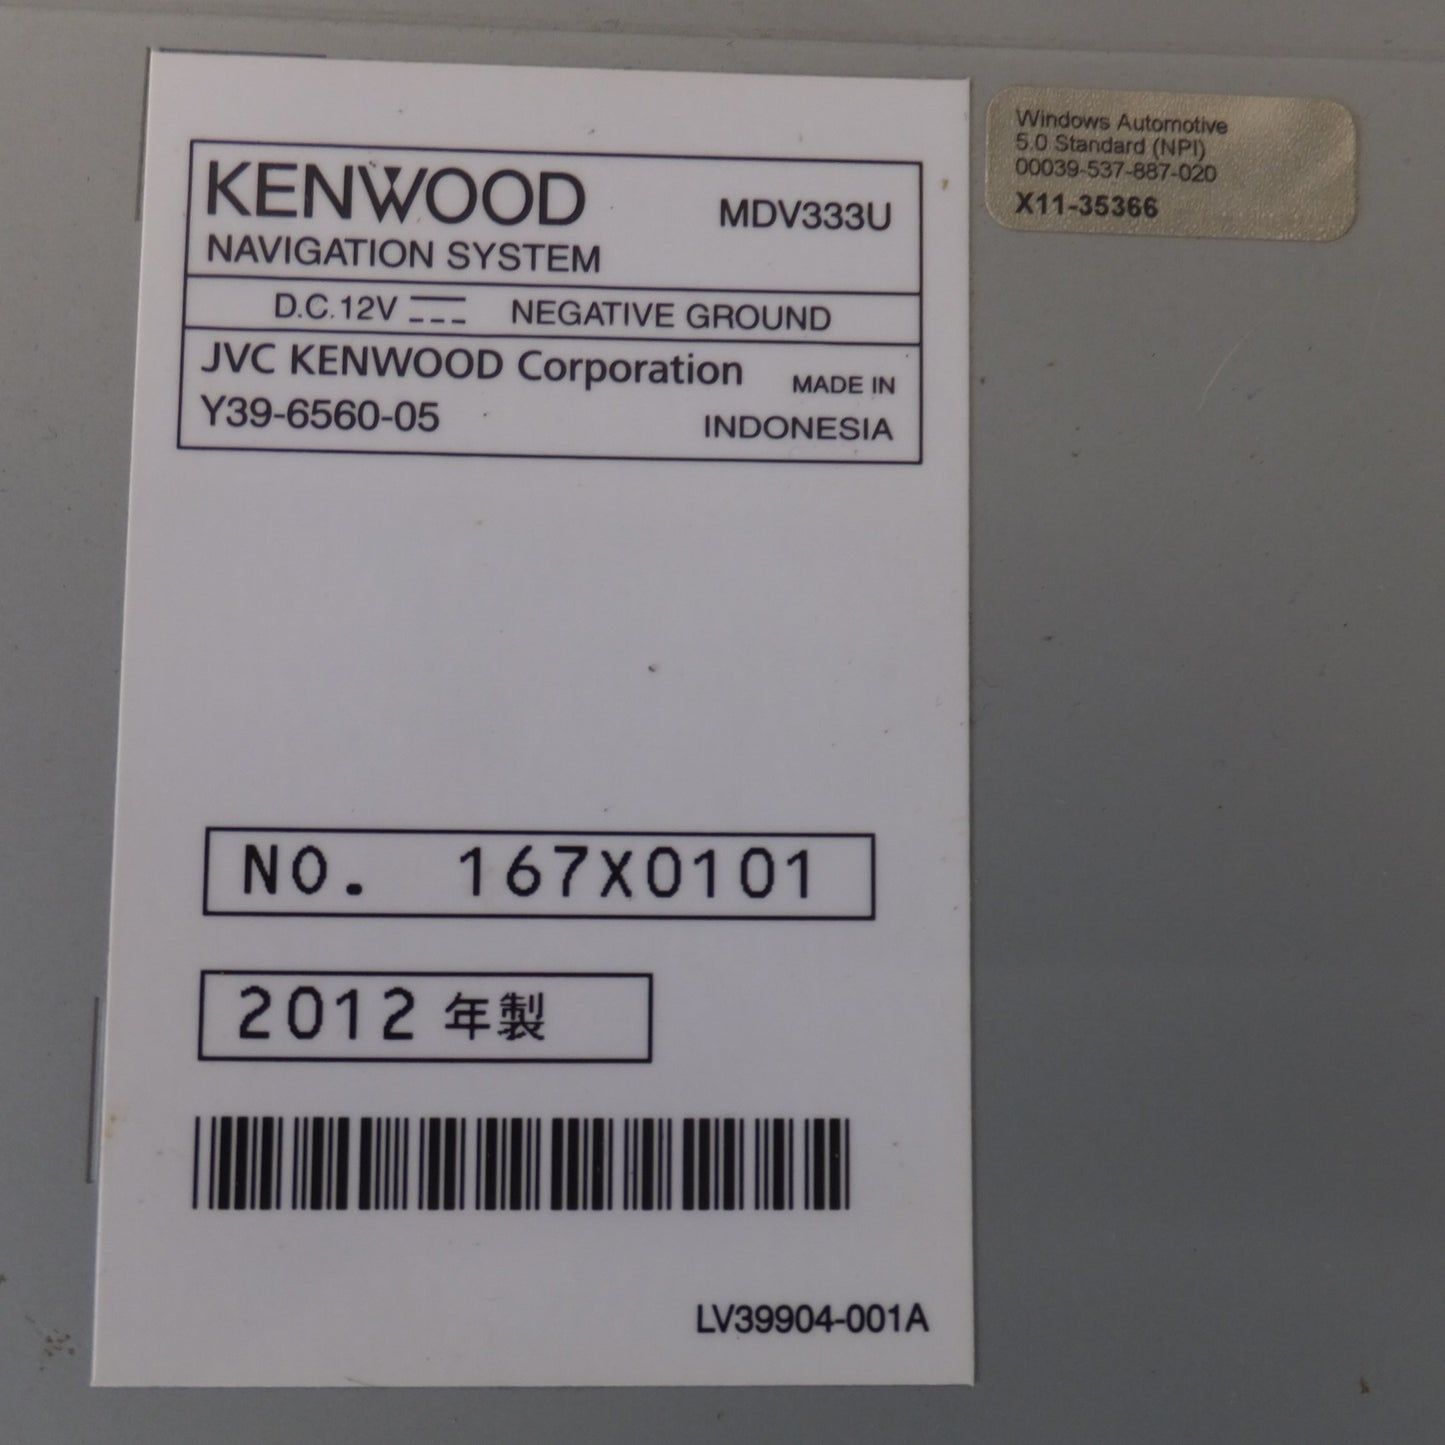 KENWOOD MDV333U
NAVIGATION SYSTEM
D.C.12V NEGATIVE GROUND
JVC KENWOOD Corporation MADE IN
Y39-6560-05 INDONESIA
NO. 167X0101
2012 年製
LV39904-001A
Windows Automotive
5.0 Standard (NPI)
00039-537-887-020
X11-35366